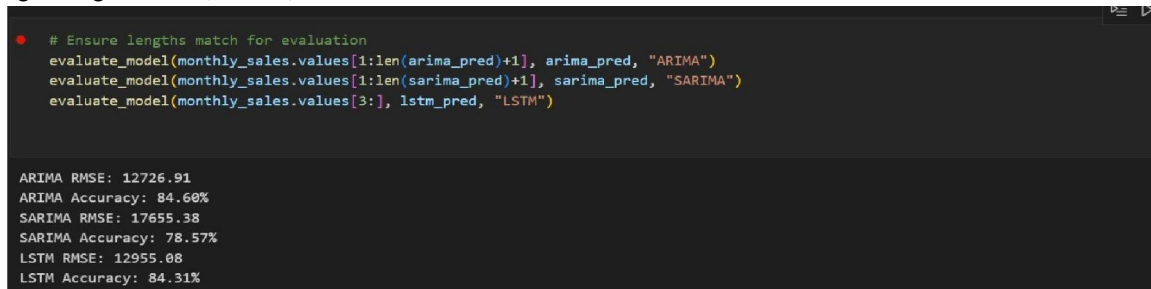 # Ensure lengths match for evaluation
evaluate_model(monthly_sales.values[1:len(arima_pred)+1], arima_pred, "ARIMA")
evaluate_model(monthly_sales.values[1:len(sarima_pred)+1], sarima_pred, "SARIMA")
evaluate_model(monthly_sales.values[3:], lstm_pred, "LSTM")
ARIMA RMSE: 12726.91
ARIMA Accuracy: 84.60%
SARIMA RMSE: 17655.38
SARIMA Accuracy: 78.57%
LSTM RMSE: 12955.08
LSTM Accuracy: 84.31%